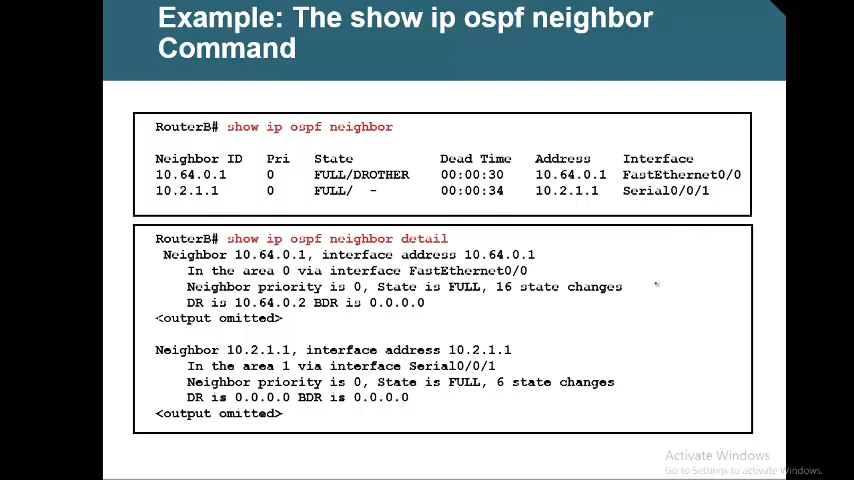 Example: The show ip ospf neighbor
Command
RouterB# show ip ospf neighbor
Neighbor ID Pri State Dead Time Address Interface
10.64.0.1 0 FULL/DROTHER 00:00:30 10.64.0.1 FastEthernet0/0
10.2.1.1 0 FULL/ - 00:00:34 10.2.1.1 Serial0/0/1
RouterB# show ip ospf neighbor detail
Neighbor 10.64.0.1, interface address 10.64.0.1
In the area 0 via interface FastEthernet0/0
Neighbor priority is 0, State is FULL, 16 state changes
DR is 10.64.0.2 BDR is 0.0.0.0
<output omitted>
Neighbor 10.2.1.1, interface address 10.2.1.1
In the area 1 via interface Serial0/0/1
Neighbor priority is 0, State is FULL, 6 state changes
DR is 0.0.0.0 BDR is 0.0.0.0
<output omitted>
Activate Windows
Go to Settings to activate Windows.